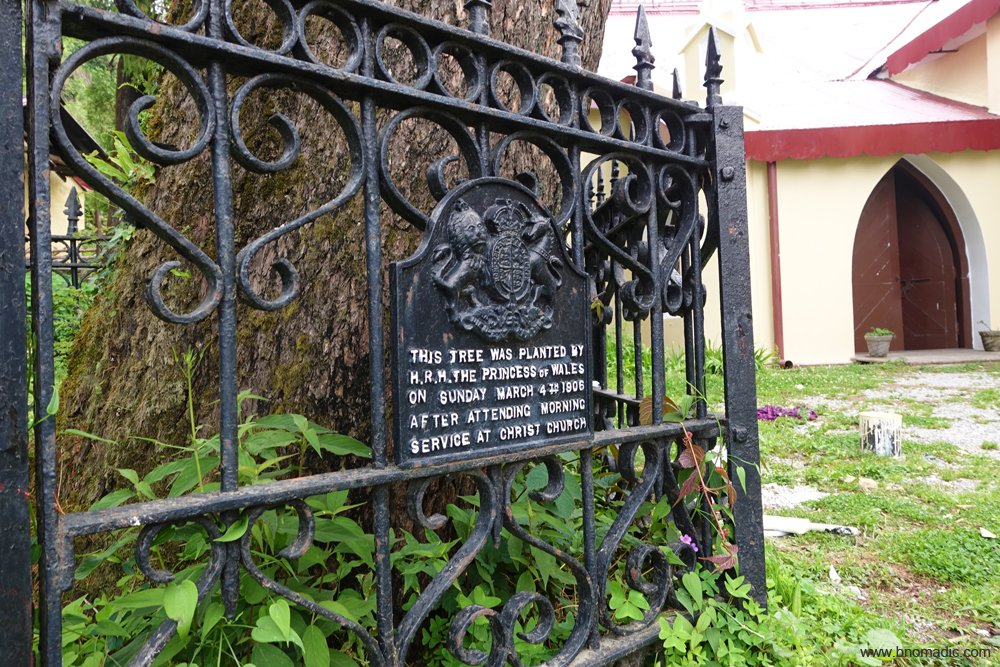 THIS TREE WAS PLANTED BY
H.R.H. THE PRINCESS OF WALES
ON SUNDAY MARCH 4TH 1906
AFTER ATTENDING MORNING
SERVICE AT CHRIST CHURCH
www.bnomadic.com